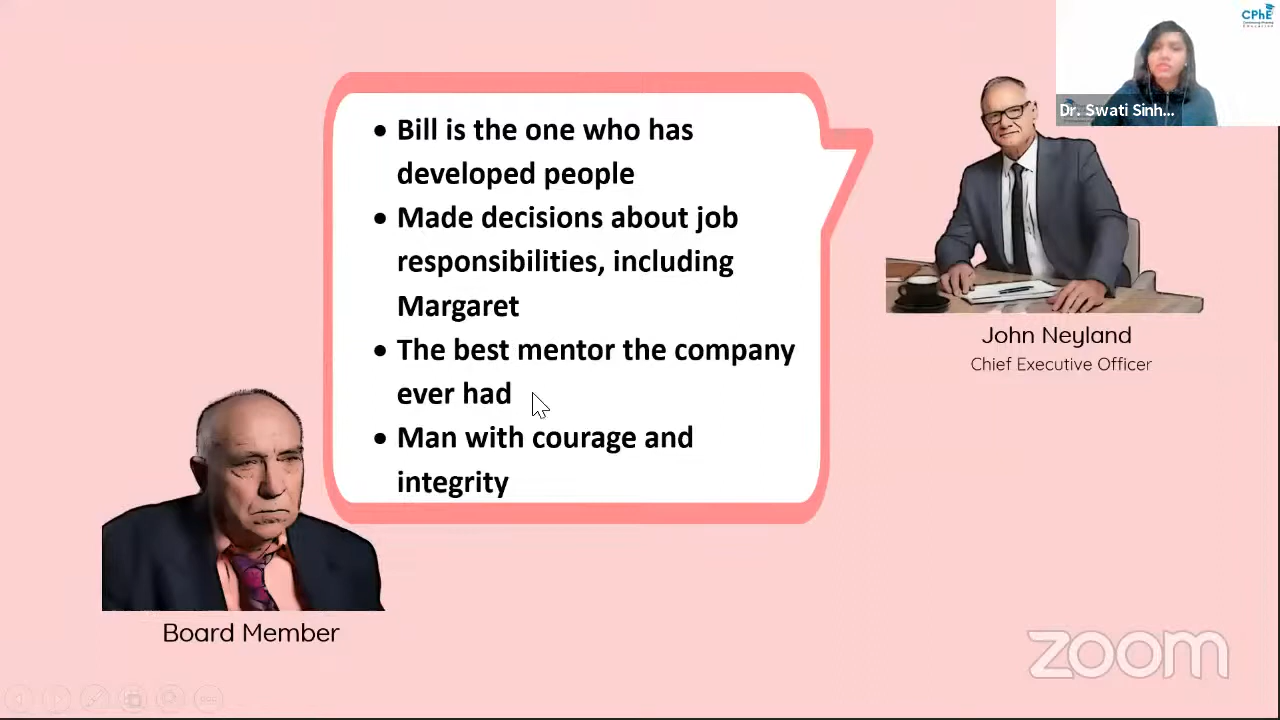 CPhE
Dr. Swati Sinh...
• Bill is the one who has
developed people
• Made decisions about job
responsibilities, including
Margaret
• The best mentor the company
ever had
• Man with courage and
integrity
John Neyland
Chief Executive Officer
Board Member
zoom